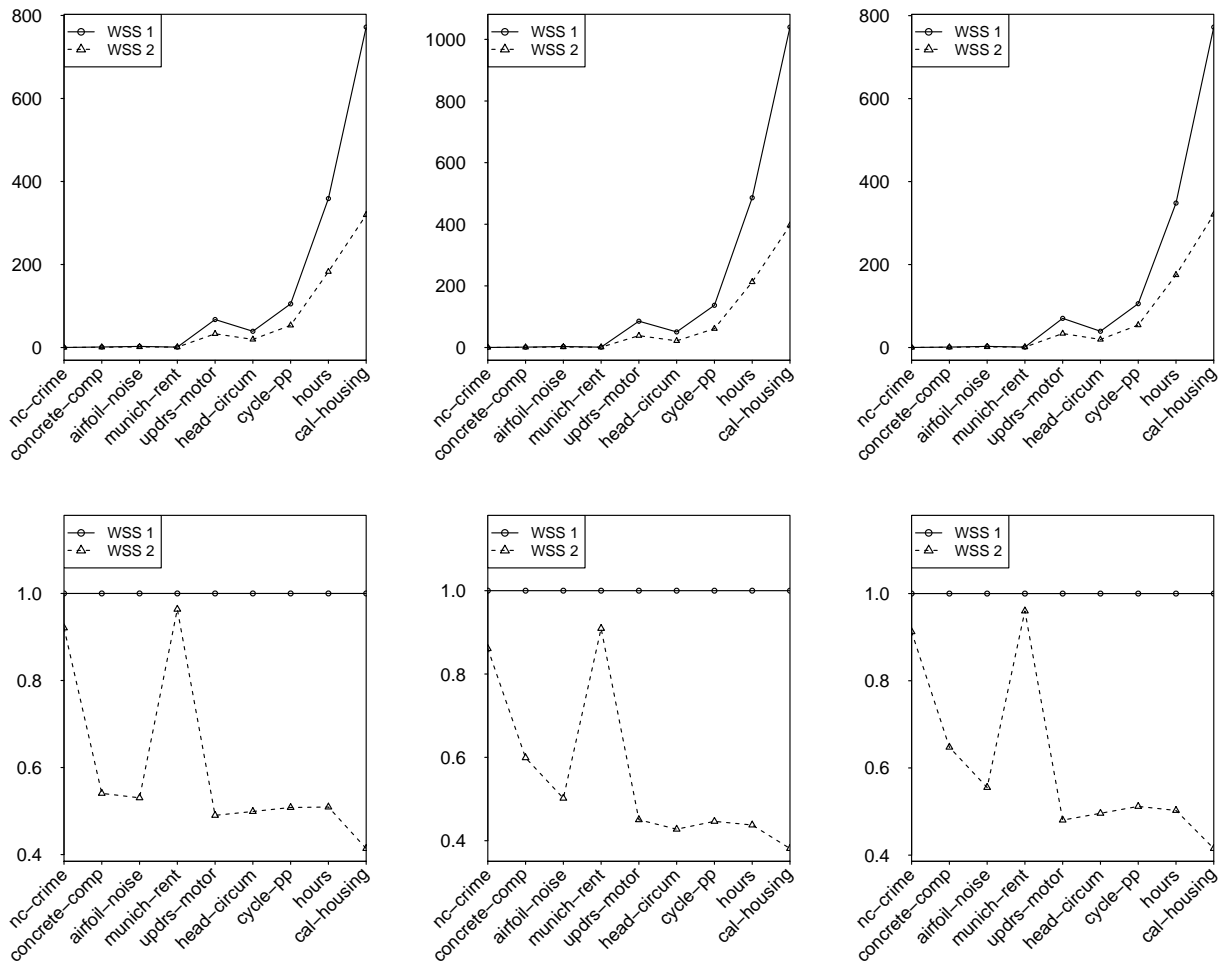 WSS 1
WSS 2
800
600
400
200
0
nc−crime
concrete−comp
airfoil−noise
munich−rent
updrs−motor
head−circum
cycle−pp
hours
cal−housing
WSS 1
WSS 2
1000
800
600
400
200
0
nc−crime
concrete−comp
airfoil−noise
munich−rent
updrs−motor
head−circum
cycle−pp
hours
cal−housing
WSS 1
WSS 2
800
600
400
200
0
nc−crime
concrete−comp
airfoil−noise
munich−rent
updrs−motor
head−circum
cycle−pp
hours
cal−housing
WSS 1
WSS 2
1.0
0.8
0.6
0.4
nc−crime
concrete−comp
airfoil−noise
munich−rent
updrs−motor
head−circum
cycle−pp
hours
cal−housing
WSS 1
WSS 2
1.0
0.8
0.6
0.4
nc−crime
concrete−comp
airfoil−noise
munich−rent
updrs−motor
head−circum
cycle−pp
hours
cal−housing
WSS 1
WSS 2
1.0
0.8
0.6
0.4
nc−crime
concrete−comp
airfoil−noise
munich−rent
updrs−motor
head−circum
cycle−pp
hours
cal−housing